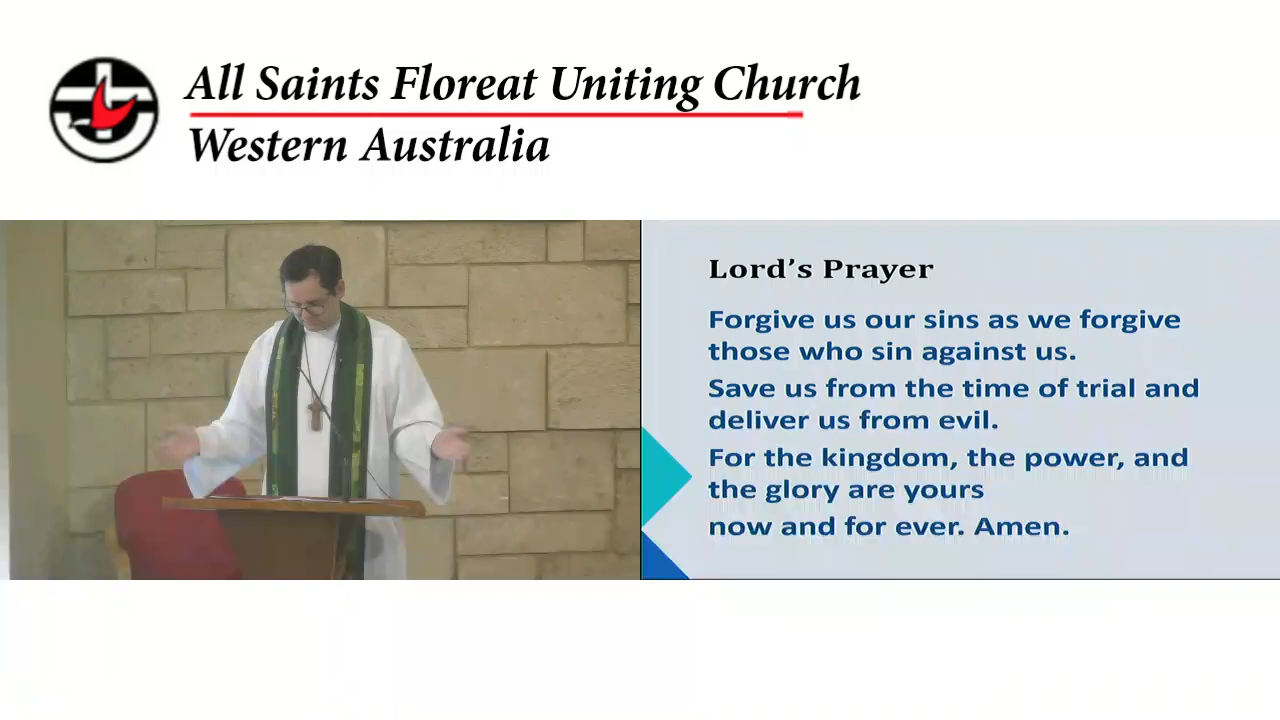 All Saints Floreat Uniting Church
Western Australia
Lord's Prayer
Forgive us our sins as we forgive
those who sin against us.
Save us from the time of trial and
deliver us from evil.
For the kingdom, the power, and
the glory are yours
now and for ever. Amen.